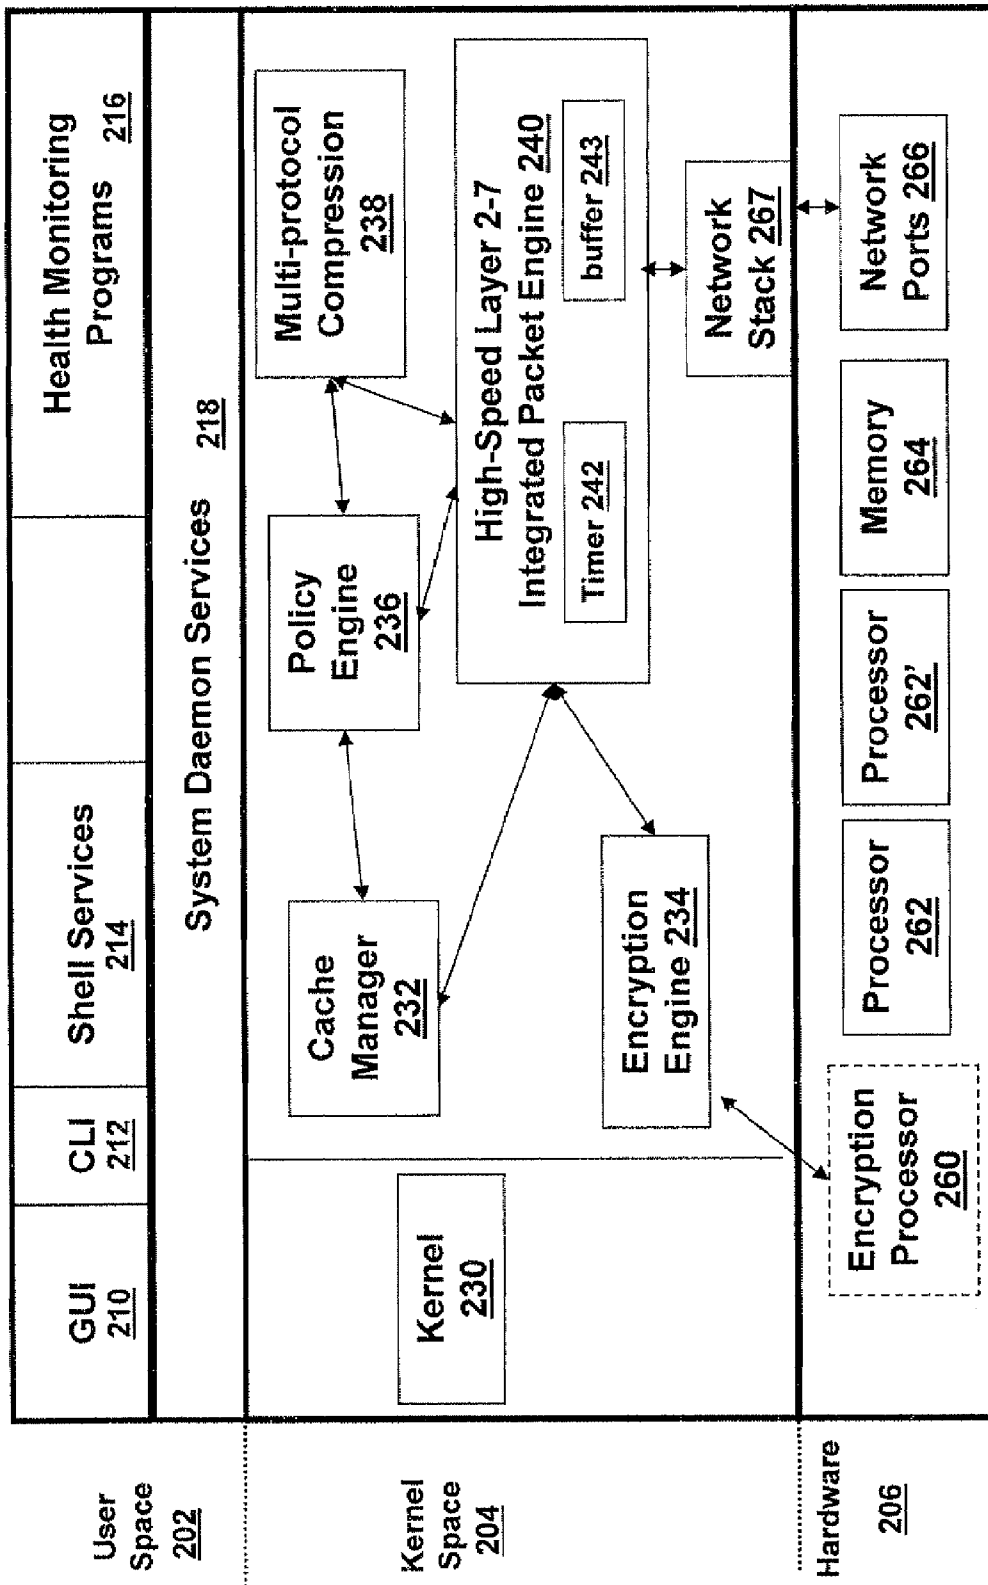 User
Space
202
GUI
210
CLI
212
Shell Services
214
Health Monitoring
Programs 216
System Daemon Services 218
Kernel
Space
204
Kernel
230
Cache
Manager
232
Policy
Engine
236
Multi-protocol
Compression
238
High-Speed Layer 2-7
Integrated Packet Engine 240
Timer 242
buffer 243
Encryption
Engine 234
Network
Stack 267
Hardware
206
Encryption
Processor
260
Processor
262
Processor
262'
Memory
264
Network
Ports 266